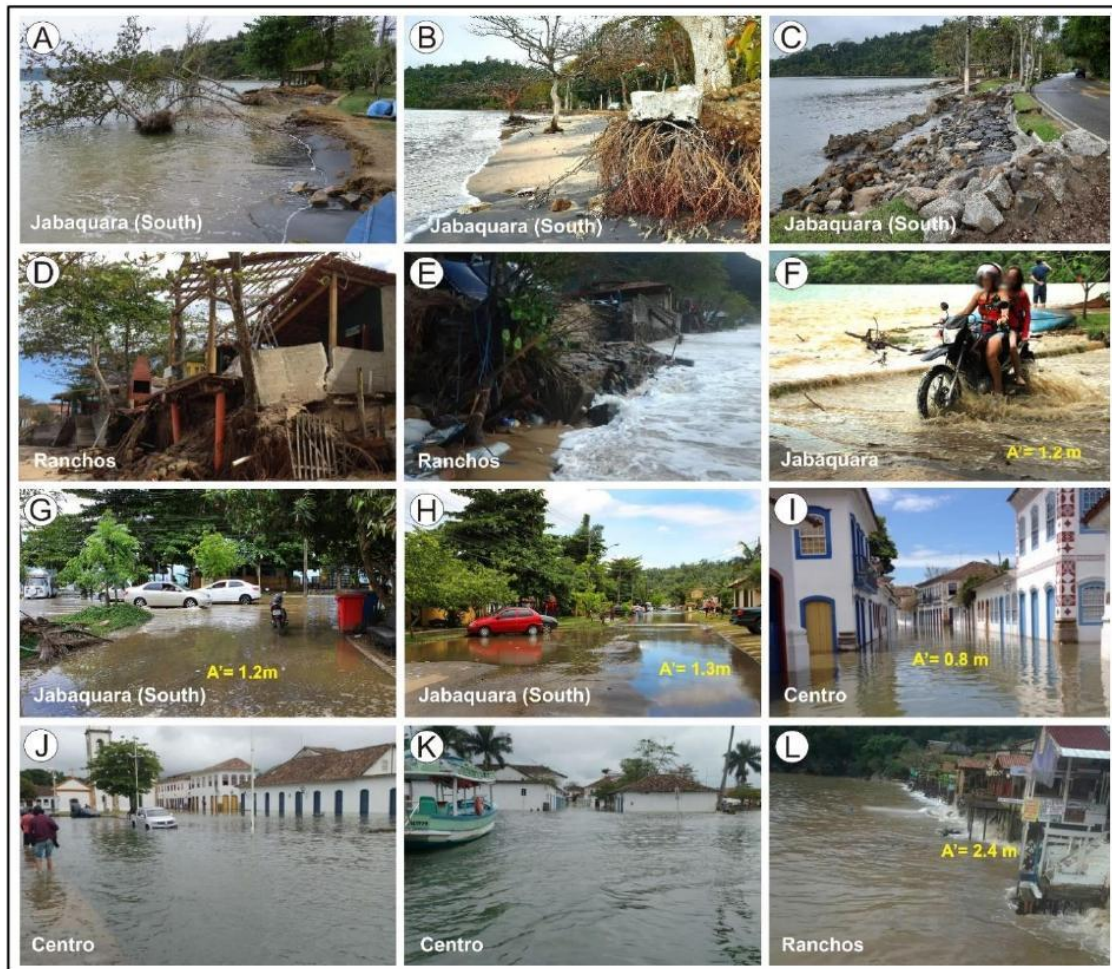 A
Jabaquara (South)
B
Jabaquara (South)
C
Jabaquara (South)
D
Ranchos
E
Ranchos
F
A'= 1.2 m
Jabaquara
G
A'= 1.2m
Jabaquara (South)
H
A'= 1.3m
Jabaquara (South)
I
A'= 0.8 m
Centro
J
Centro
K
Centro
L
A'= 2.4 m
Ranchos